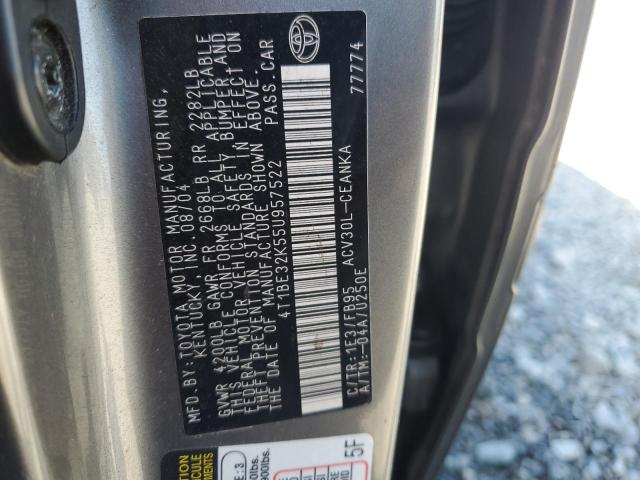 MFD. BY: TOYOTA MOTOR MANUFACTURING,
KENTUCKY, INC. 08/04
GVWR 4200LB GAWR FR 2668LB RR 2282LB
THIS VEHICLE CONFORMS TO ALL APPLICABLE
FEDERAL MOTOR VEHICLE SAFETY, BUMPER AND
THEFT PREVENTION STANDARDS IN EFFECT ON
THE DATE OF MANUFACTURE SHOWN ABOVE.
4T1BE32K55U957522 PASS.CAR
C/TR:1E3/FB95 ACV30L-CEANKA
A/TM:-04A/U250E 77774
5F